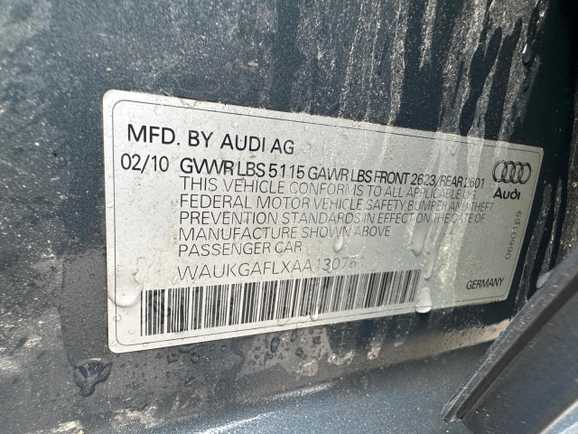 MFD. BY AUDI AG
02/10 GVWR LBS 5115 GAWR LBS FRONT 2623/REAR 2601
THIS VEHICLE CONFORMS TO ALL APPLICABLE
FEDERAL MOTOR VEHICLE SAFETY BUMPER AND THEFT
PREVENTION STANDARDS IN EFFECT ON THE DATE OF
MANUFACTURE SHOWN ABOVE
PASSENGER CAR
Audi
GERMANY